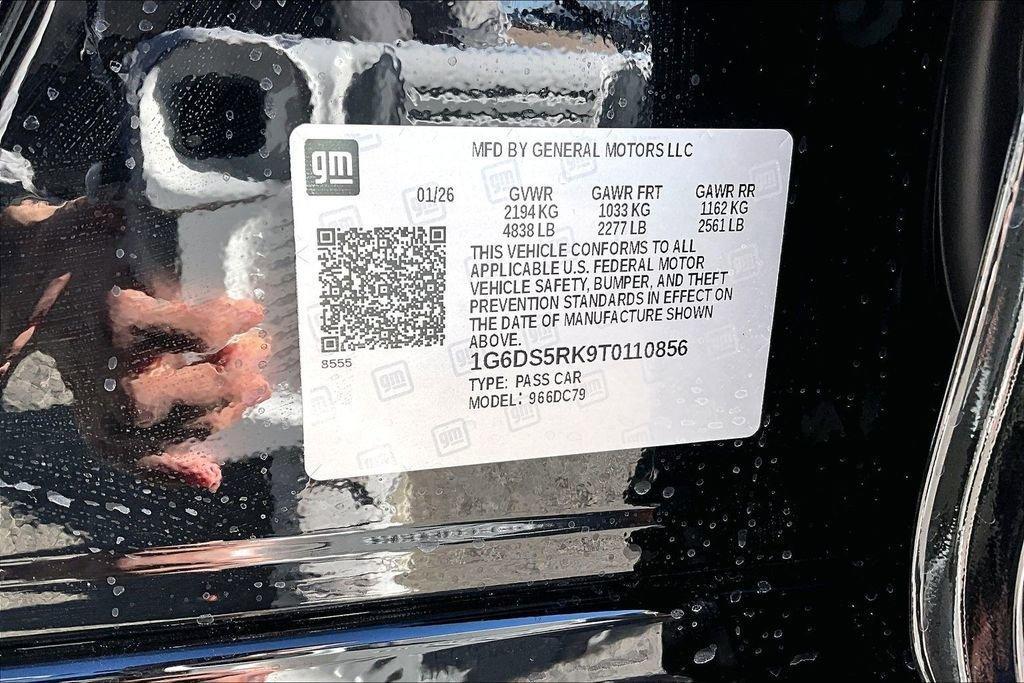 gm
MFD BY GENERAL MOTORS LLC
01/26 GVWR GAWR FRT GAWR RR
2194 KG 1033 KG 1162 KG
4838 LB 2277 LB 2561 LB
THIS VEHICLE CONFORMS TO ALL
APPLICABLE U.S. FEDERAL MOTOR
VEHICLE SAFETY, BUMPER, AND THEFT
PREVENTION STANDARDS IN EFFECT ON
THE DATE OF MANUFACTURE SHOWN
ABOVE.
8555
1G6DS5RK9T0110856
TYPE: PASS CAR
MODEL: 966DC79